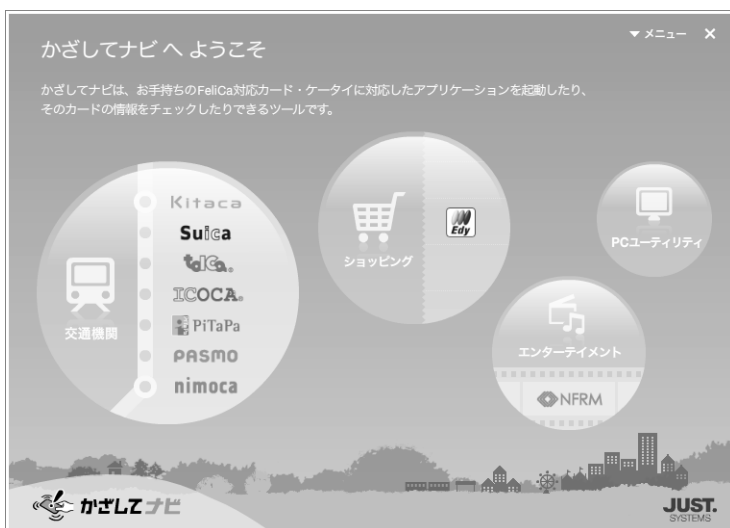 かざしてナビ へ ようこそ
▼ メニュー ×
かざしてナビは、お手持ちのFeliCa対応カード・ケータイに対応したアプリケーションを起動したり、
そのカードの情報をチェックしたりできるツールです。
交通機関
Kitaca
Suica
toica
ICOCA
PiTaPa
PASMO
nimoca
ショッピング
Edy
PCユーティリティ
エンターテイメント
NFRM
かざしてナビ
JUST.
SYSTEMS